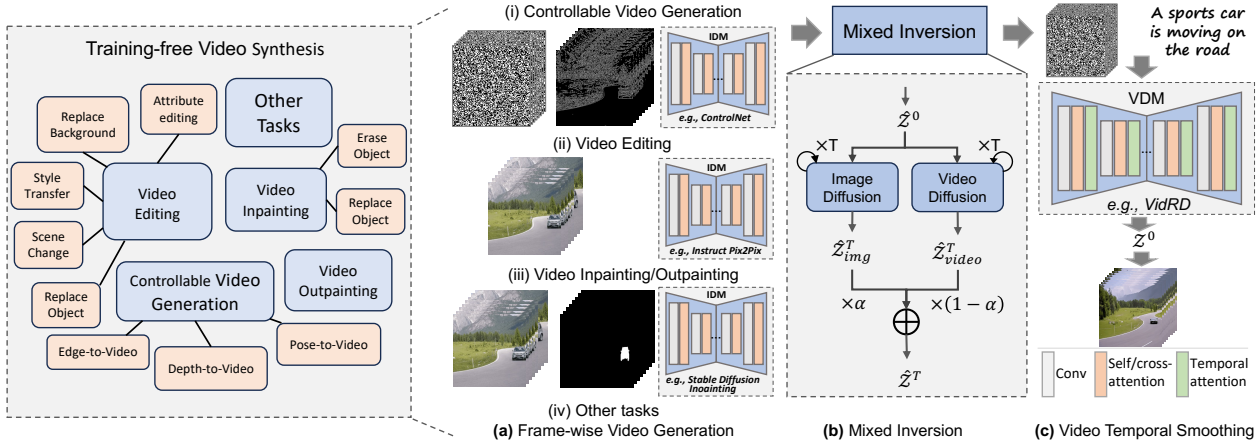 Training-free Video Synthesis
Replace
Background
Attribute
editing
Other
Tasks
Erase
Object
Style
Transfer
Video
Editing
Video
Inpainting
Replace
Object
Scene
Change
Controllable Video
Generation
Video
Outpainting
Replace
Object
Edge-to-Video
Depth-to-Video
Pose-to-Video
(i) Controllable Video Generation
IDM
...
e.g., ControlNet
(ii) Video Editing
IDM
...
e.g., Instruct Pix2Pix
(iii) Video Inpainting/Outpainting
IDM
...
e.g., Stable Diffusion
Inoainting
(iv) Other tasks
(a) Frame-wise Video Generation
Mixed Inversion
ẑ⁰
×T
×T
Image
Diffusion
Video
Diffusion
ẑᵀ_img
ẑᵀ_video
×α
×(1 − α)
ẑᵀ
(b) Mixed Inversion
A sports car
is moving on
the road
VDM
...
e.g., VidRD
z⁰
Conv
Self/cross-
attention
Temporal
attention
(c) Video Temporal Smoothing